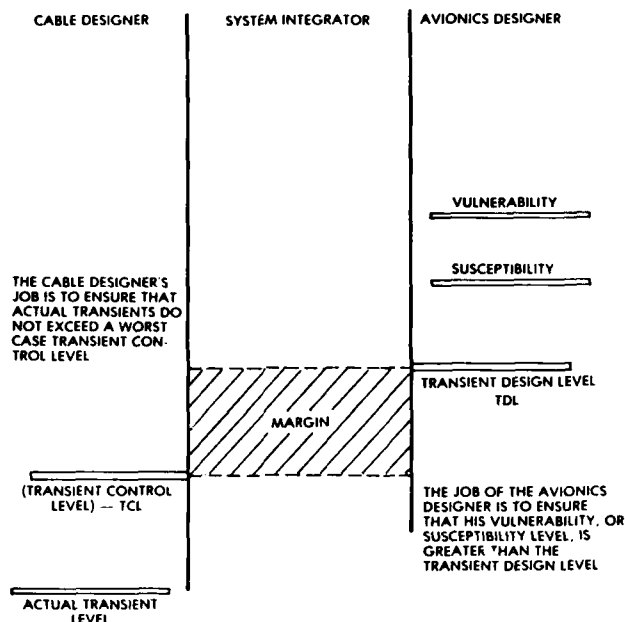 CABLE DESIGNER
SYSTEM INTEGRATOR
AVIONICS DESIGNER
VULNERABILITY
SUSCEPTIBILITY
THE CABLE DESIGNER'S
JOB IS TO ENSURE THAT
ACTUAL TRANSIENTS DO
NOT EXCEED A WORST
CASE TRANSIENT CON-
TROL LEVEL
TRANSIENT DESIGN LEVEL
TDL
MARGIN
(TRANSIENT CONTROL
LEVEL) — TCL
THE JOB OF THE AVIONICS
DESIGNER IS TO ENSURE
THAT HIS VULNERABILITY, OR
SUSCEPTIBILITY LEVEL, IS
GREATER THAN THE
TRANSIENT DESIGN LEVEL
ACTUAL TRANSIENT
LEVEL